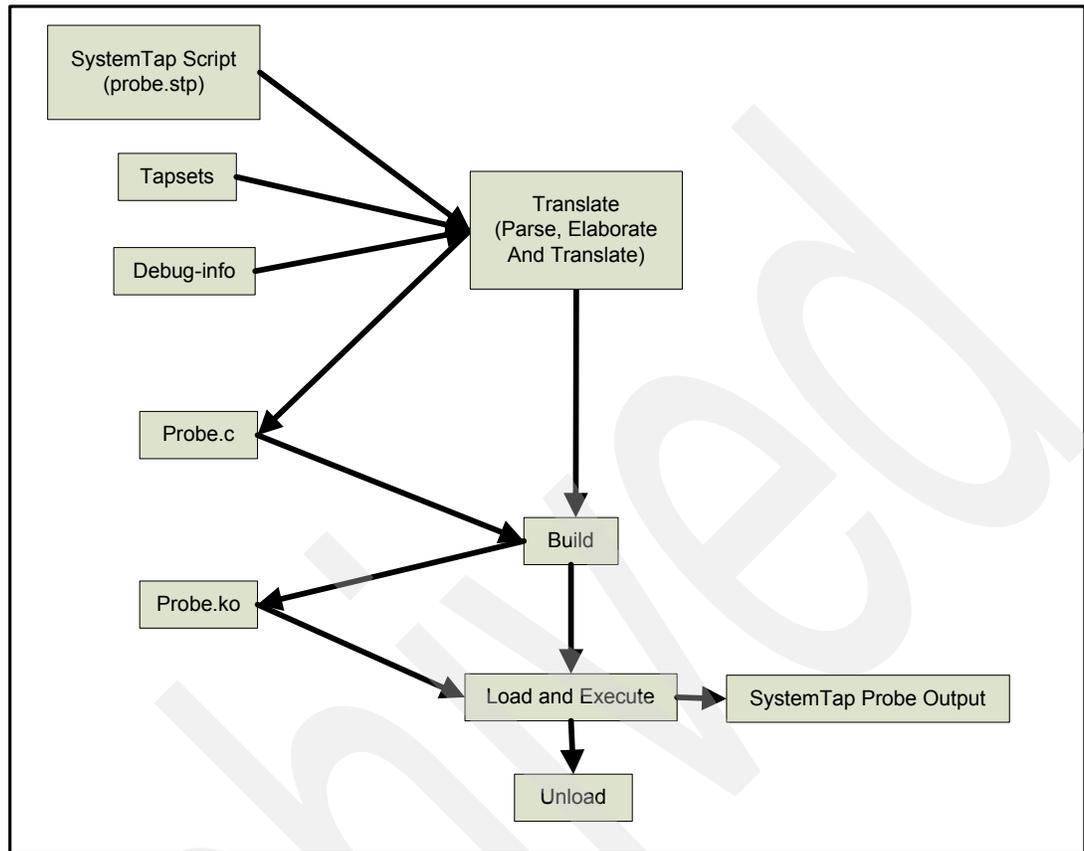 SystemTap Script
(probe.stp)
Tapsets
Translate
(Parse, Elaborate
And Translate)
Debug-info
Probe.c
Build
Probe.ko
Load and Execute
SystemTap Probe Output
Unload